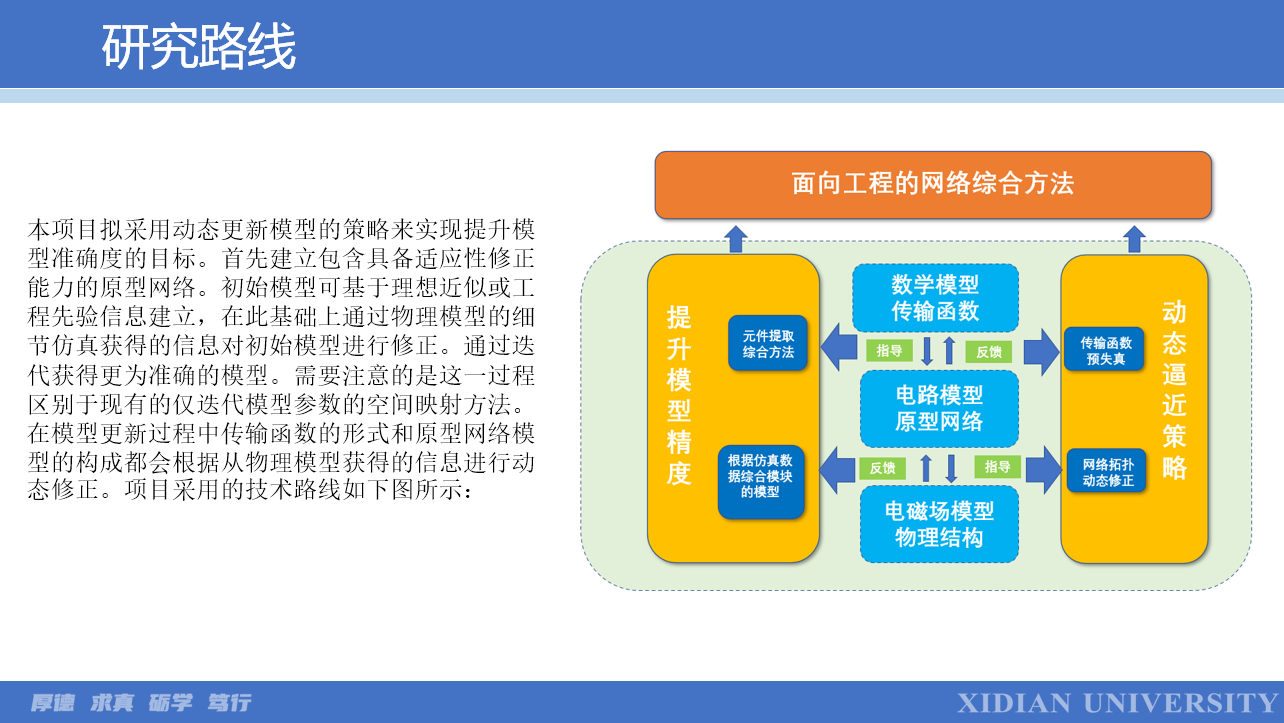 研究路线
本项目拟采用动态更新模型的策略来实现提升模
型准确度的目标。首先建立包含具备适应性修正
能力的原型网络。初始模型可基于理想近似或工
程先验信息建立，在此基础上通过物理模型的细
节仿真获得的信息对初始模型进行修正。通过迭
代获得更为准确的模型。需要注意的是这一过程
区别于现有的仅迭代模型参数的空间映射方法。
在模型更新过程中传输函数的形式和原型网络模
型的构成都会根据从物理模型获得的信息进行动
态修正。项目采用的技术路线如下图所示：
面向工程的网络综合方法
提升模型精度
元件提取
综合方法
根据仿真数
据综合模块
的模型
数学模型
传输函数
指导
反馈
电路模型
原型网络
反馈
指导
电磁场模型
物理结构
传输函数
预失真
网络拓扑
动态修正
动态逼近策略
厚德 求真 砺学 笃行
XIDIAN UNIVERSITY